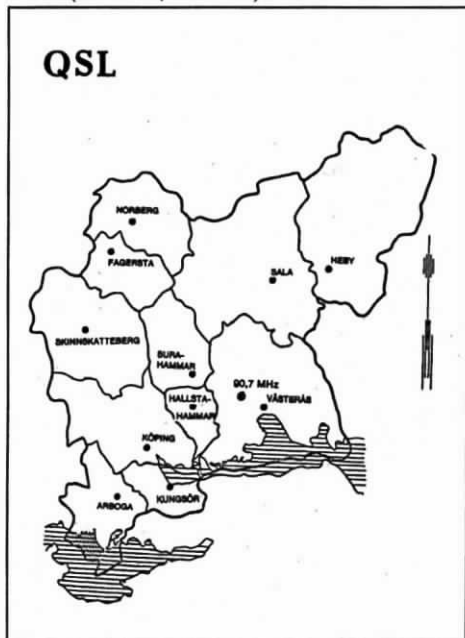 QSL
NORBERG
FAGERSTA
SALA
HEBY
SKINNSKATTEBERG
SURA-
HAMMAR
90,7 MHz
HALLSTA-
HAMMAR
VÄSTERÅS
KÖPING
KUNGSÖR
ARBOGA